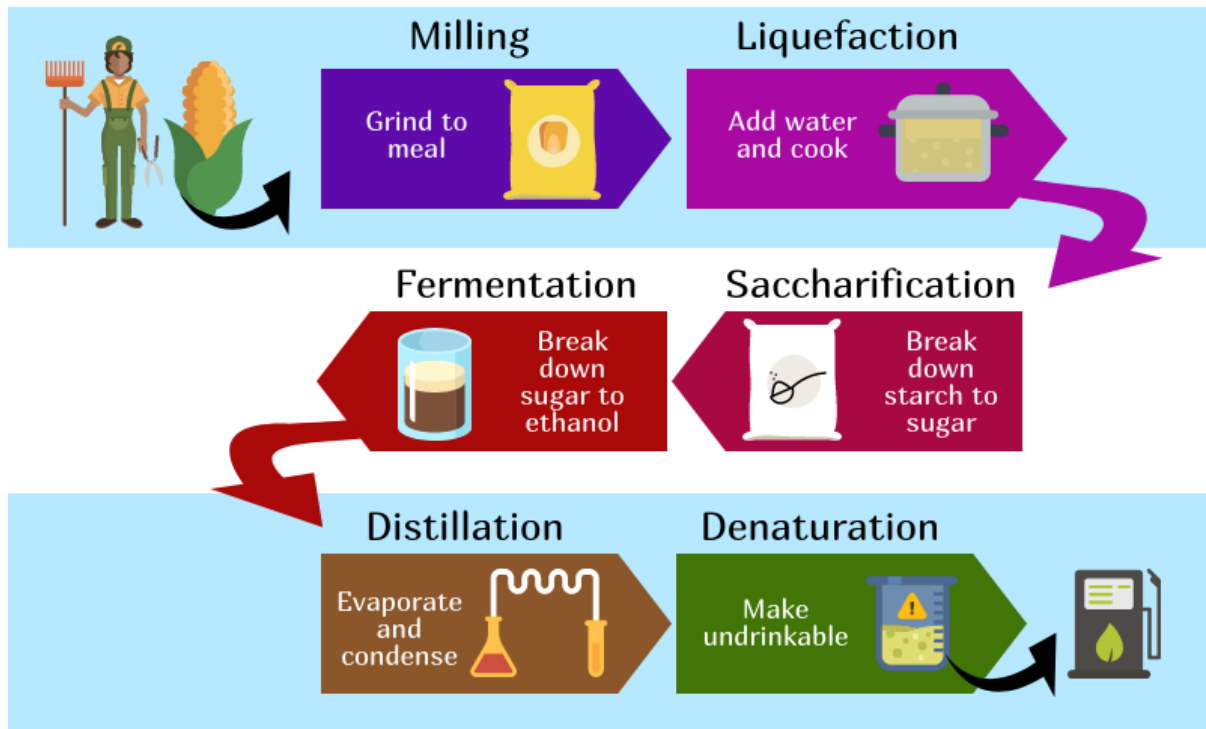 Milling
Grind to
meal
Liquefaction
Add water
and cook
Saccharification
Break
down
starch to
sugar
Fermentation
Break
down
sugar to
ethanol
Distillation
Evaporate
and
condense
Denaturation
Make
undrinkable
!